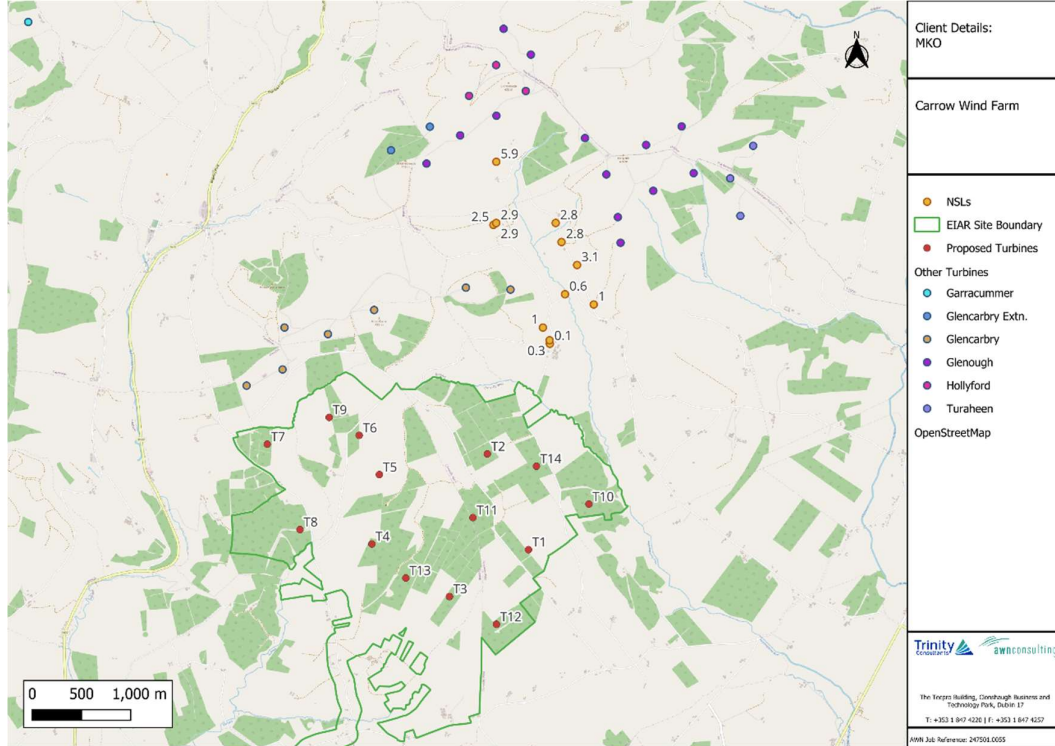 N
Client Details:
MKO
Carrow Wind Farm
5.9
2.5
2.9
2.9
2.8
2.8
3.1
0.6
1
1
0.1
0.3
T9
T6
T7
T5
T2
T14
T10
T11
T8
T4
T1
T13
T3
T12
0 500 1,000 m
NSLs
EIAR Site Boundary
Proposed Turbines
Other Turbines
Garracummer
Glencarbry Extn.
Glencarbry
Glenough
Hollyford
Turaheen
OpenStreetMap
Trinity
Consultants
awnconsulting
The Tecpro Building, Clonshaugh Business and
Technology Park, Dublin 17
T: +353 1 847 4220 | F: +353 1 847 4257
AWN Job Reference: 247501.0055